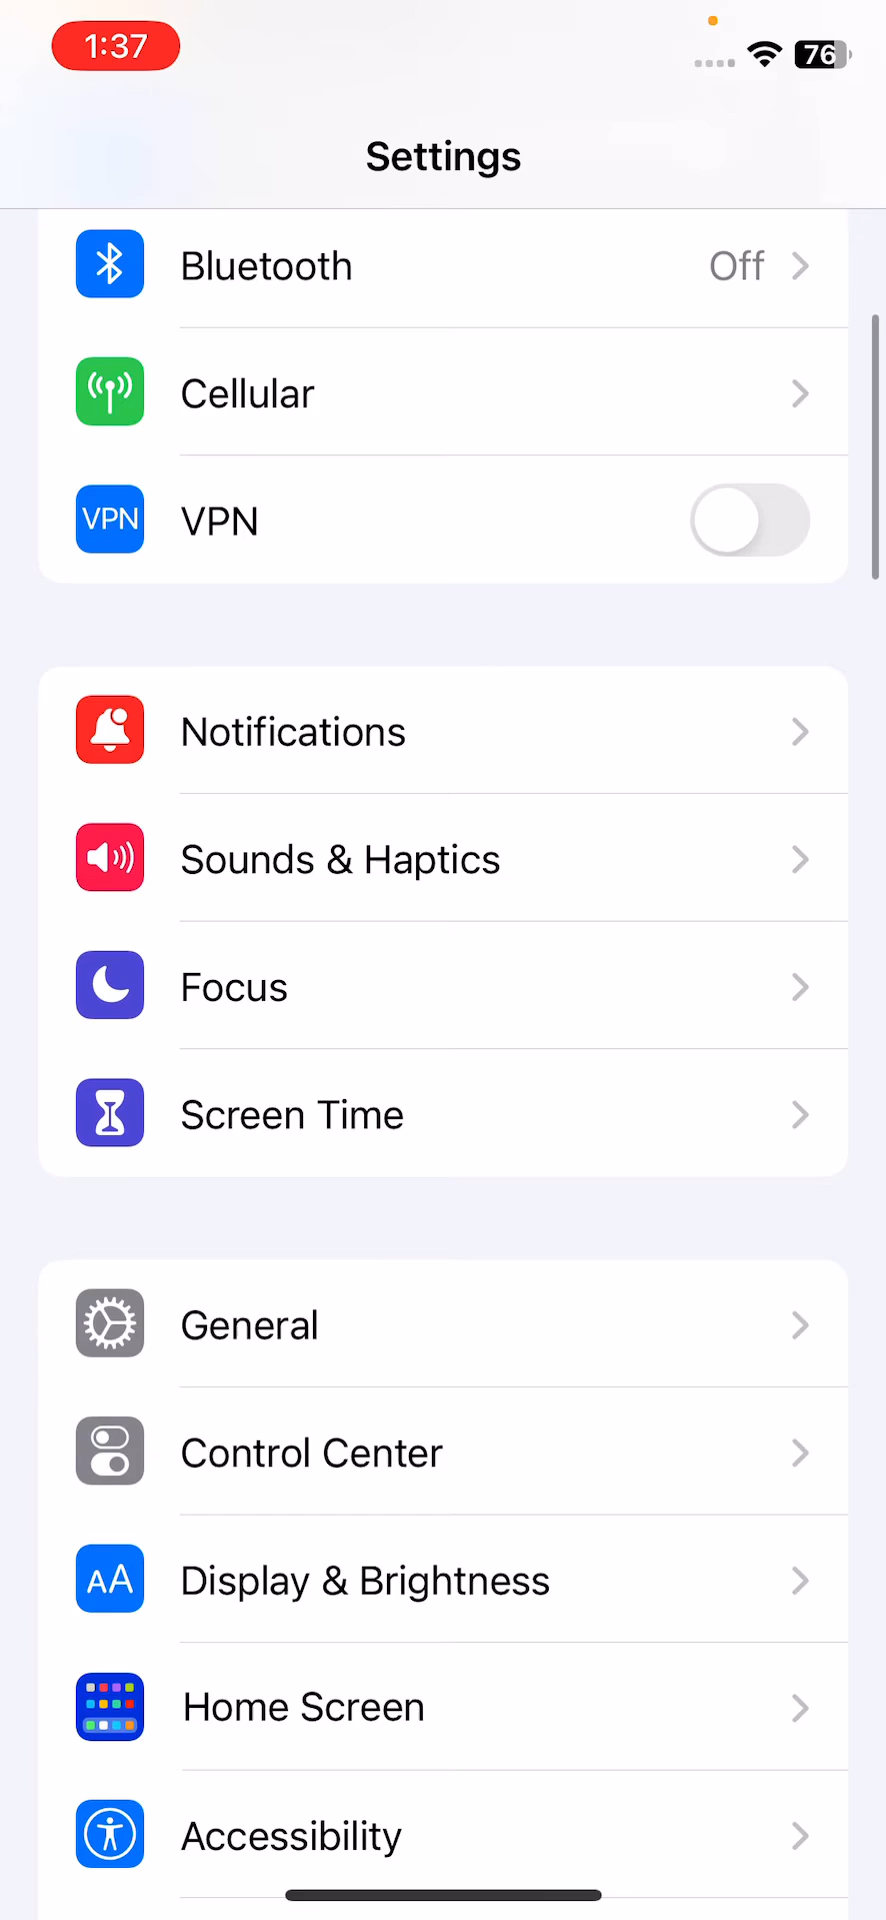 1:37
76
Settings
Bluetooth Off
Cellular
VPN VPN
Notifications
Sounds & Haptics
Focus
Screen Time
General
Control Center
AA Display & Brightness
Home Screen
Accessibility